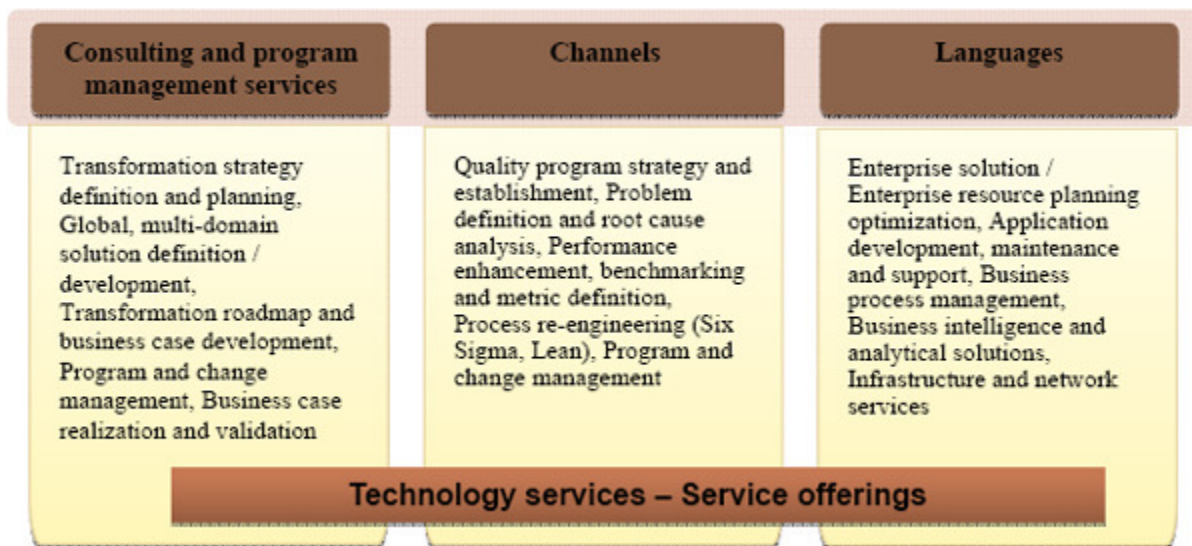 Consulting and program
management services
Transformation strategy
definition and planning,
Global, multi-domain
solution definition /
development,
Transformation roadmap and
business case development,
Program and change
management, Business case
realization and validation
Channels
Quality program strategy and
establishment, Problem
definition and root cause
analysis, Performance
enhancement, benchmarking
and metric definition,
Process re-engineering (Six
Sigma, Lean), Program and
change management
Languages
Enterprise solution /
Enterprise resource planning
optimization, Application
development, maintenance
and support, Business
process management,
Business intelligence and
analytical solutions,
Infrastructure and network
services
Technology services – Service offerings